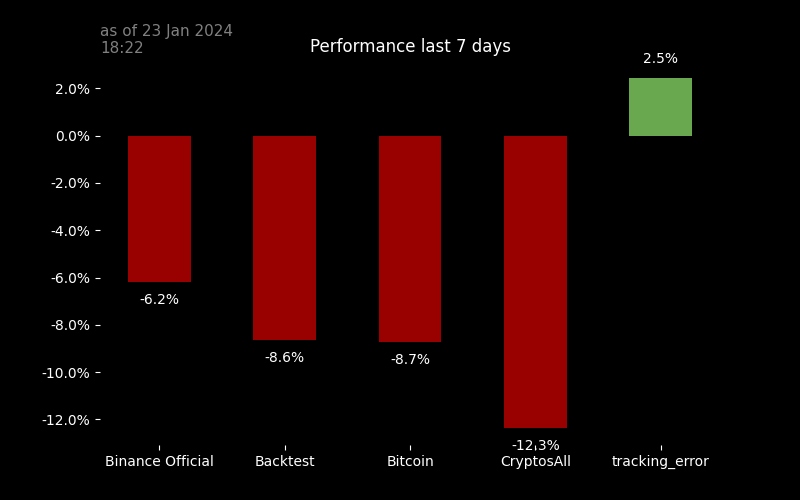 as of 23 Jan 2024
18:22
Performance last 7 days
2.5%
2.0%
0.0%
-2.0%
-4.0%
-6.0%
-6.2%
-8.0%
-8.6%
-8.7%
-10.0%
-12.0%
-12.3%
Binance Official
Backtest
Bitcoin
CryptosAll
tracking_error